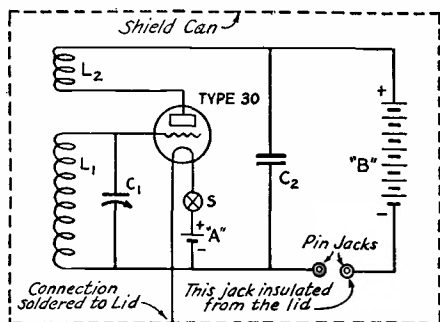 Shield Can
L2
TYPE 30
+
L1
C1
S
C2
"B"
+
"A"
-
-
Pin Jacks
Connection
soldered to Lid
This jack insulated
from the lid